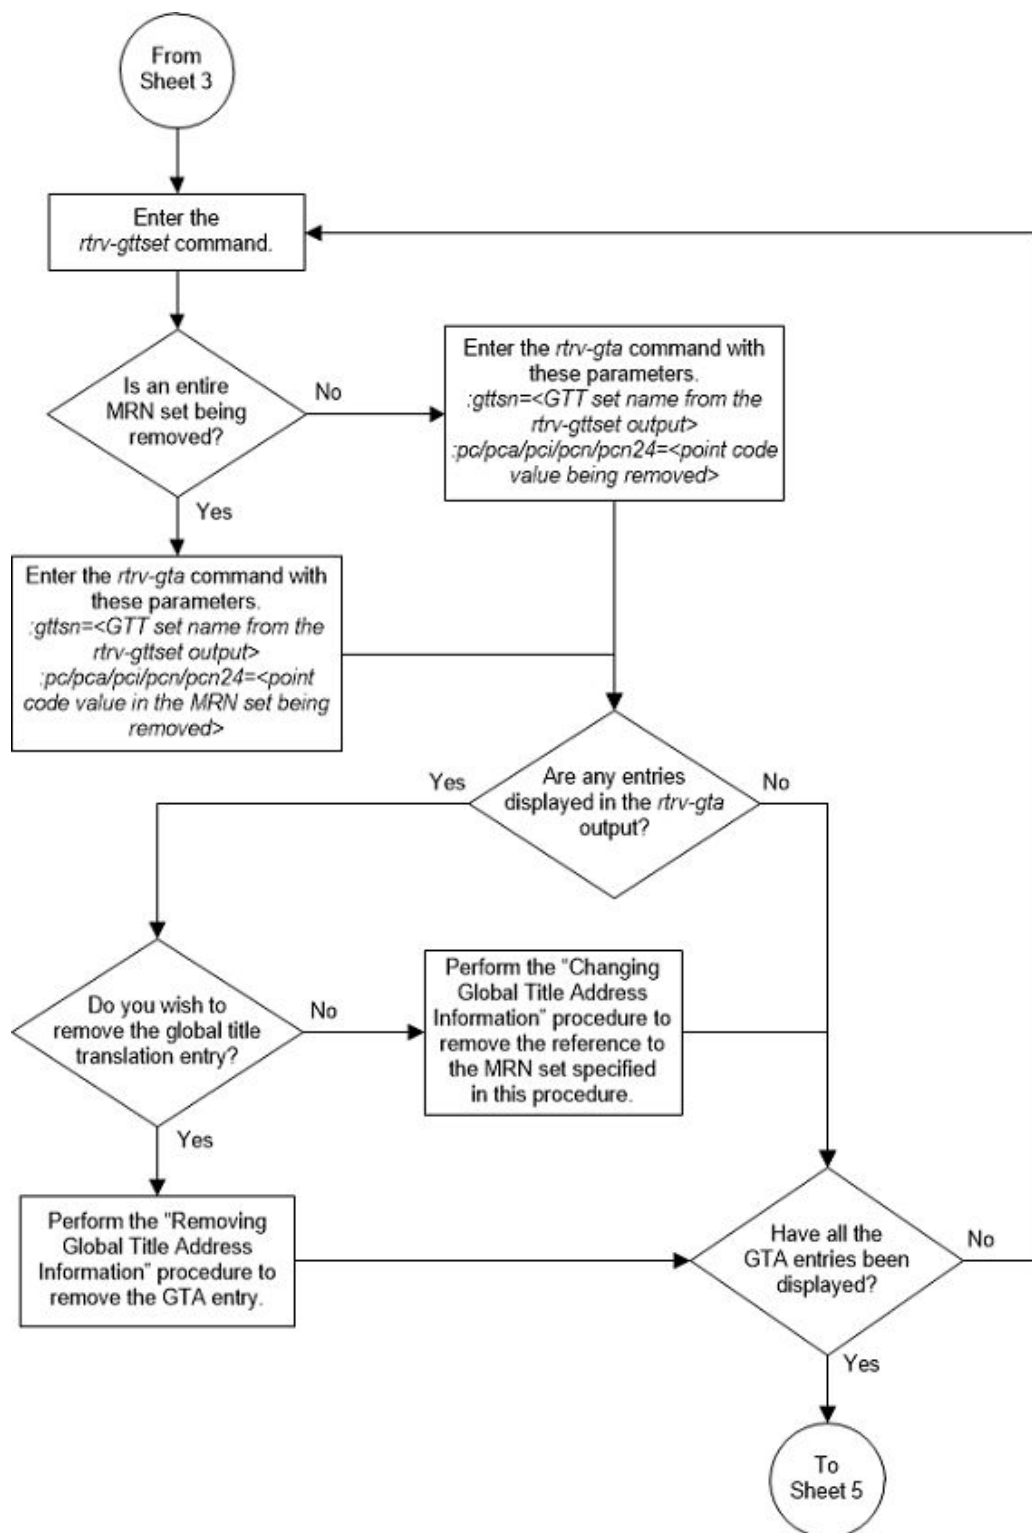 From
Sheet 3
Enter the
rtrv-gttset command.
Is an entire
MRN set being
removed?
No
Yes
Enter the rtrv-gta command with
these parameters.
:gttsn=<GTT set name from the
rtrv-gttset output>
:pc/pca/pci/pcn/pcn24=<point code
value being removed>
Enter the rtrv-gta command with
these parameters.
:gttsn=<GTT set name from the
rtrv-gttset output>
:pc/pca/pci/pcn/pcn24=<point
code value in the MRN set being
removed>
Are any entries
displayed in the rtrv-gta
output?
Yes
No
Do you wish to
remove the global title
translation entry?
No
Yes
Perform the "Changing
Global Title Address
Information" procedure to
remove the reference to
the MRN set specified
in this procedure.
Perform the "Removing
Global Title Address
Information" procedure to
remove the GTA entry.
Have all the
GTA entries been
displayed?
No
Yes
To
Sheet 5